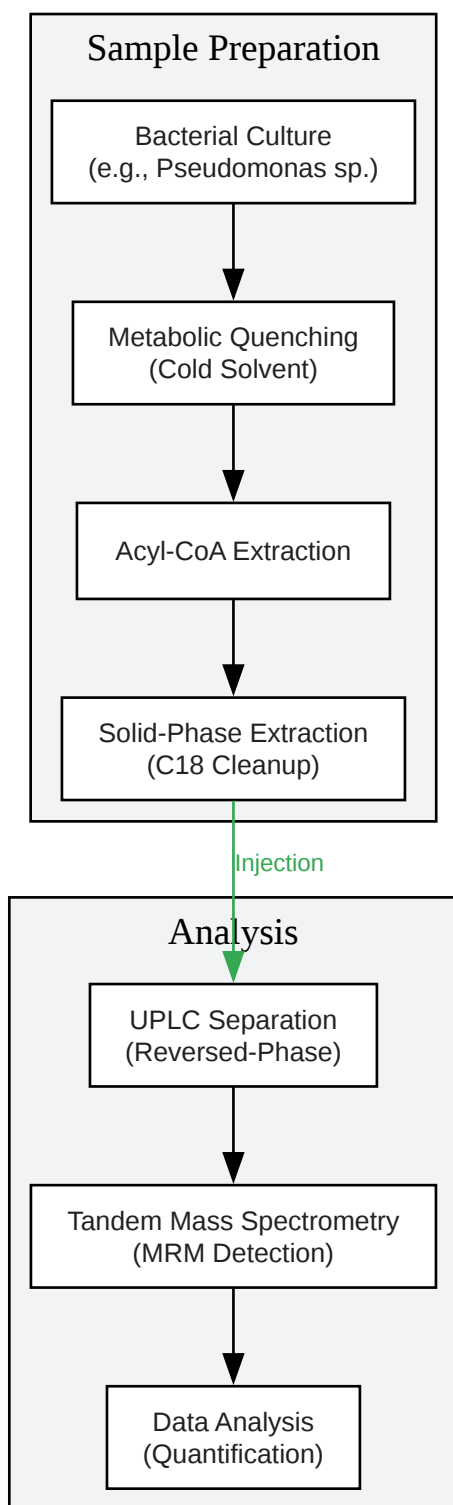 Sample Preparation
Bacterial Culture
(e.g., Pseudomonas sp.)
Metabolic Quenching
(Cold Solvent)
Acyl-CoA Extraction
Solid-Phase Extraction
(C18 Cleanup)
Injection
Analysis
UPLC Separation
(Reversed-Phase)
Tandem Mass Spectrometry
(MRM Detection)
Data Analysis
(Quantification)